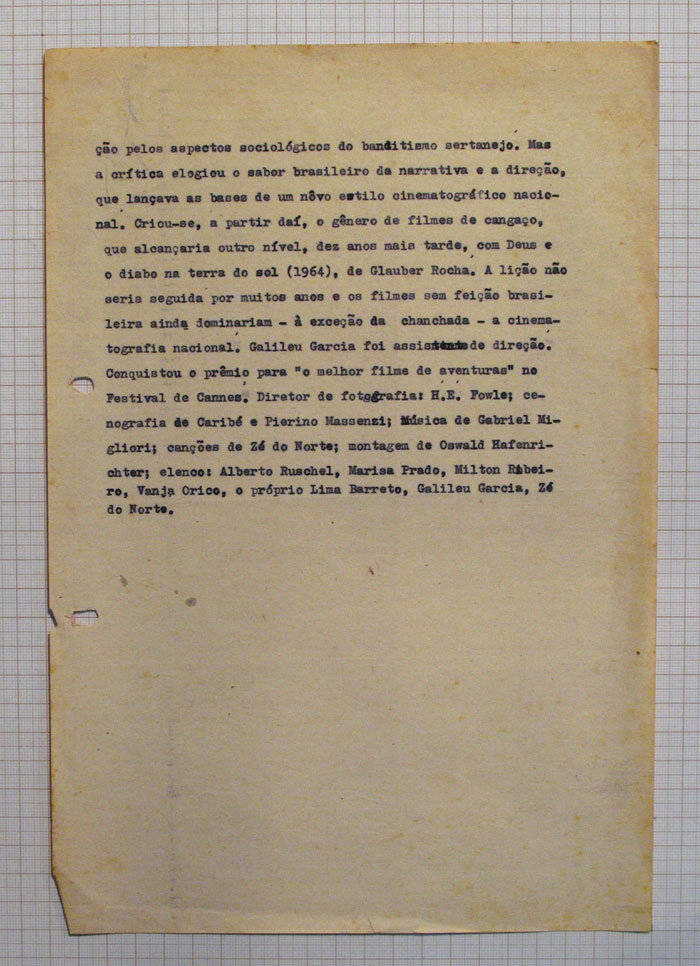 ção pelos aspectos sociológicos do banditismo sertanejo. Mas
a crítica elogiou o sabor brasileiro da narrativa e a direção,
que lançava as bases de um nôvo estilo cinematográfico nacio-
nal. Criou-se, a partir daí, o gênero de filmes de cangaço,
que alcançaria outro nível, dez anos mais tarde, com Deus e
o diabo na terra do sol (1964), de Glauber Rocha. A lição não
seria seguida por muitos anos e os filmes sem feição brasi-
leira ainda dominariam - à exceção da chanchada - a cinema-
tografia nacional. Galileu Garcia foi assistente de direção.
Conquistou o prêmio para "o melhor filme de aventuras" no
Festival de Cannes. Diretor de fotografia: H.E. Fowle; ce-
nografia de Caribé e Pierino Massenzi; Música de Gabriel Mi-
gliori; canções de Zé do Norte; montagem de Oswald Hafenri-
chter; elenco: Alberto Ruschel, Marisa Prado, Milton Ribei-
ro, Vanja Orico, o próprio Lima Barreto, Galileu Garcia, Zé
do Norte.